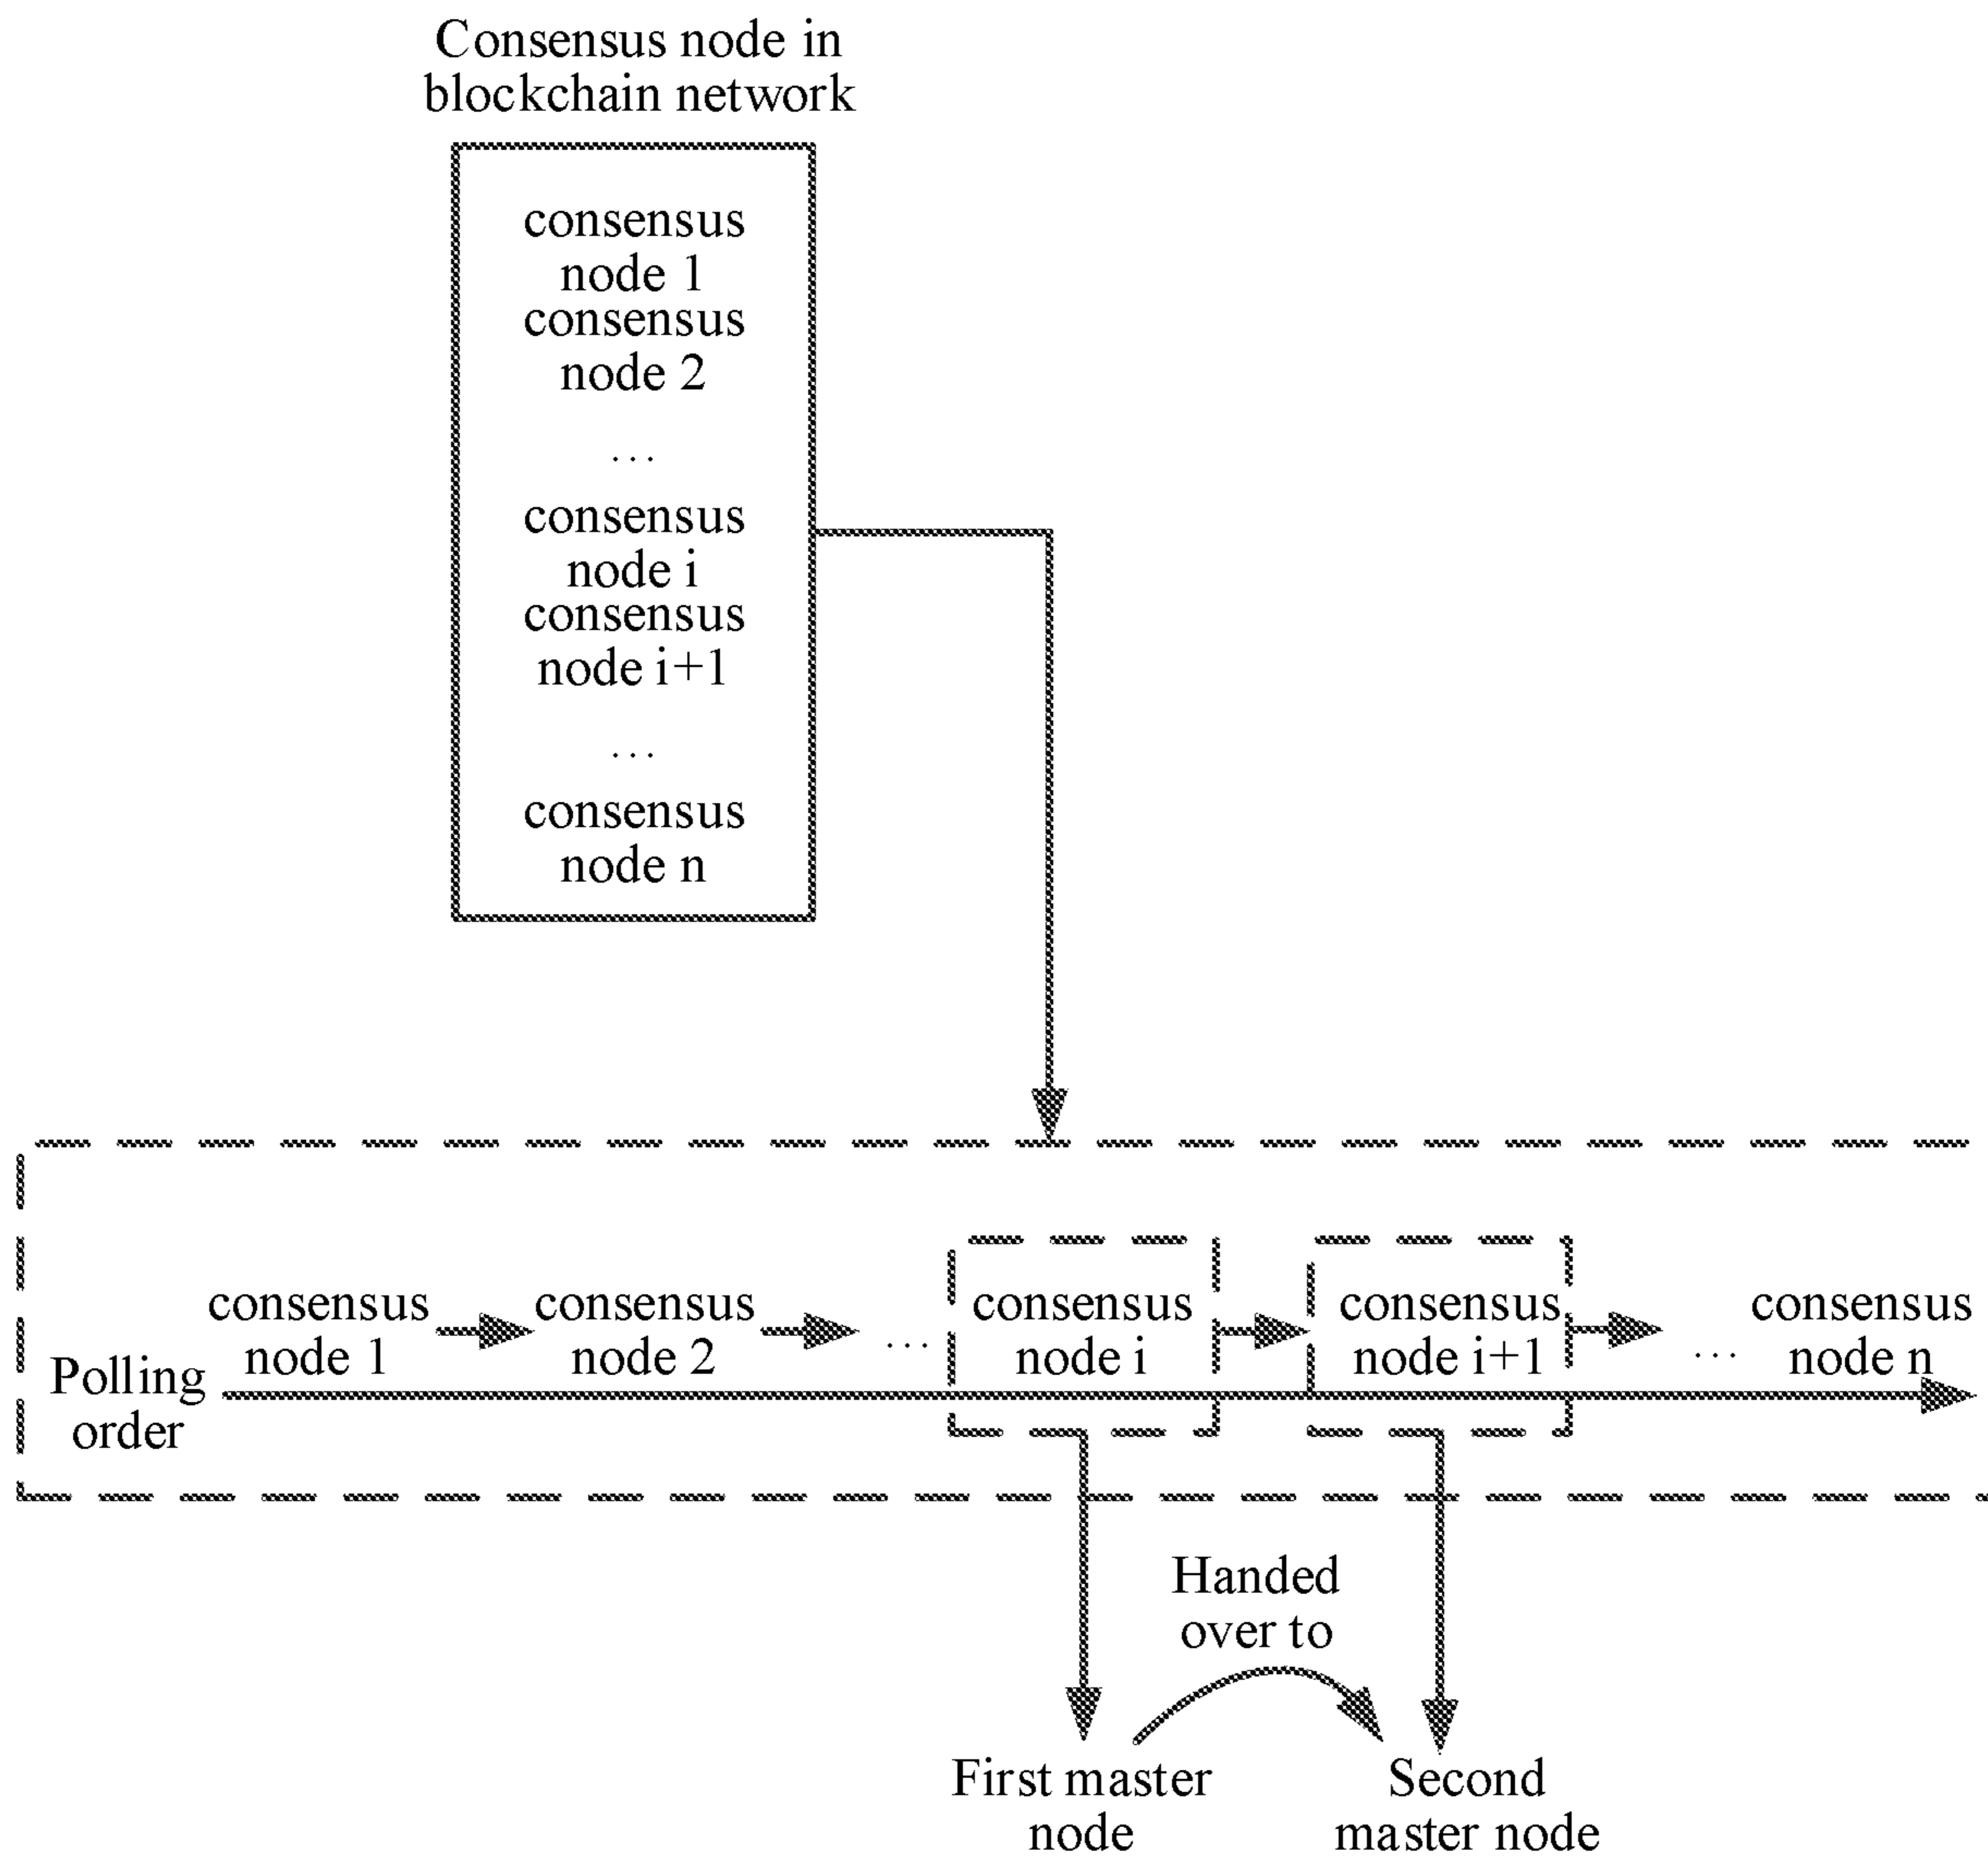 Consensus node in
blockchain network
consensus
node 1
consensus
node 2
...
consensus
node i
consensus
node i+1
...
consensus
node n
consensus
node 1
consensus
node 2
...
consensus
node i
consensus
node i+1
...
consensus
node n
Polling
order
Handed
over to
First master
node
Second
master node